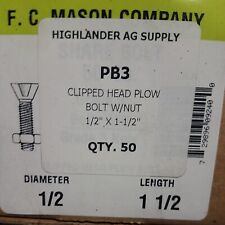 F. C. MASON COMPANY
HIGHLANDER AG SUPPLY
PB3
CLIPPED HEAD PLOW
BOLT W/NUT
1/2" X 1-1/2"
QTY. 50
DIAMETER
1/2
LENGTH
1 1/2